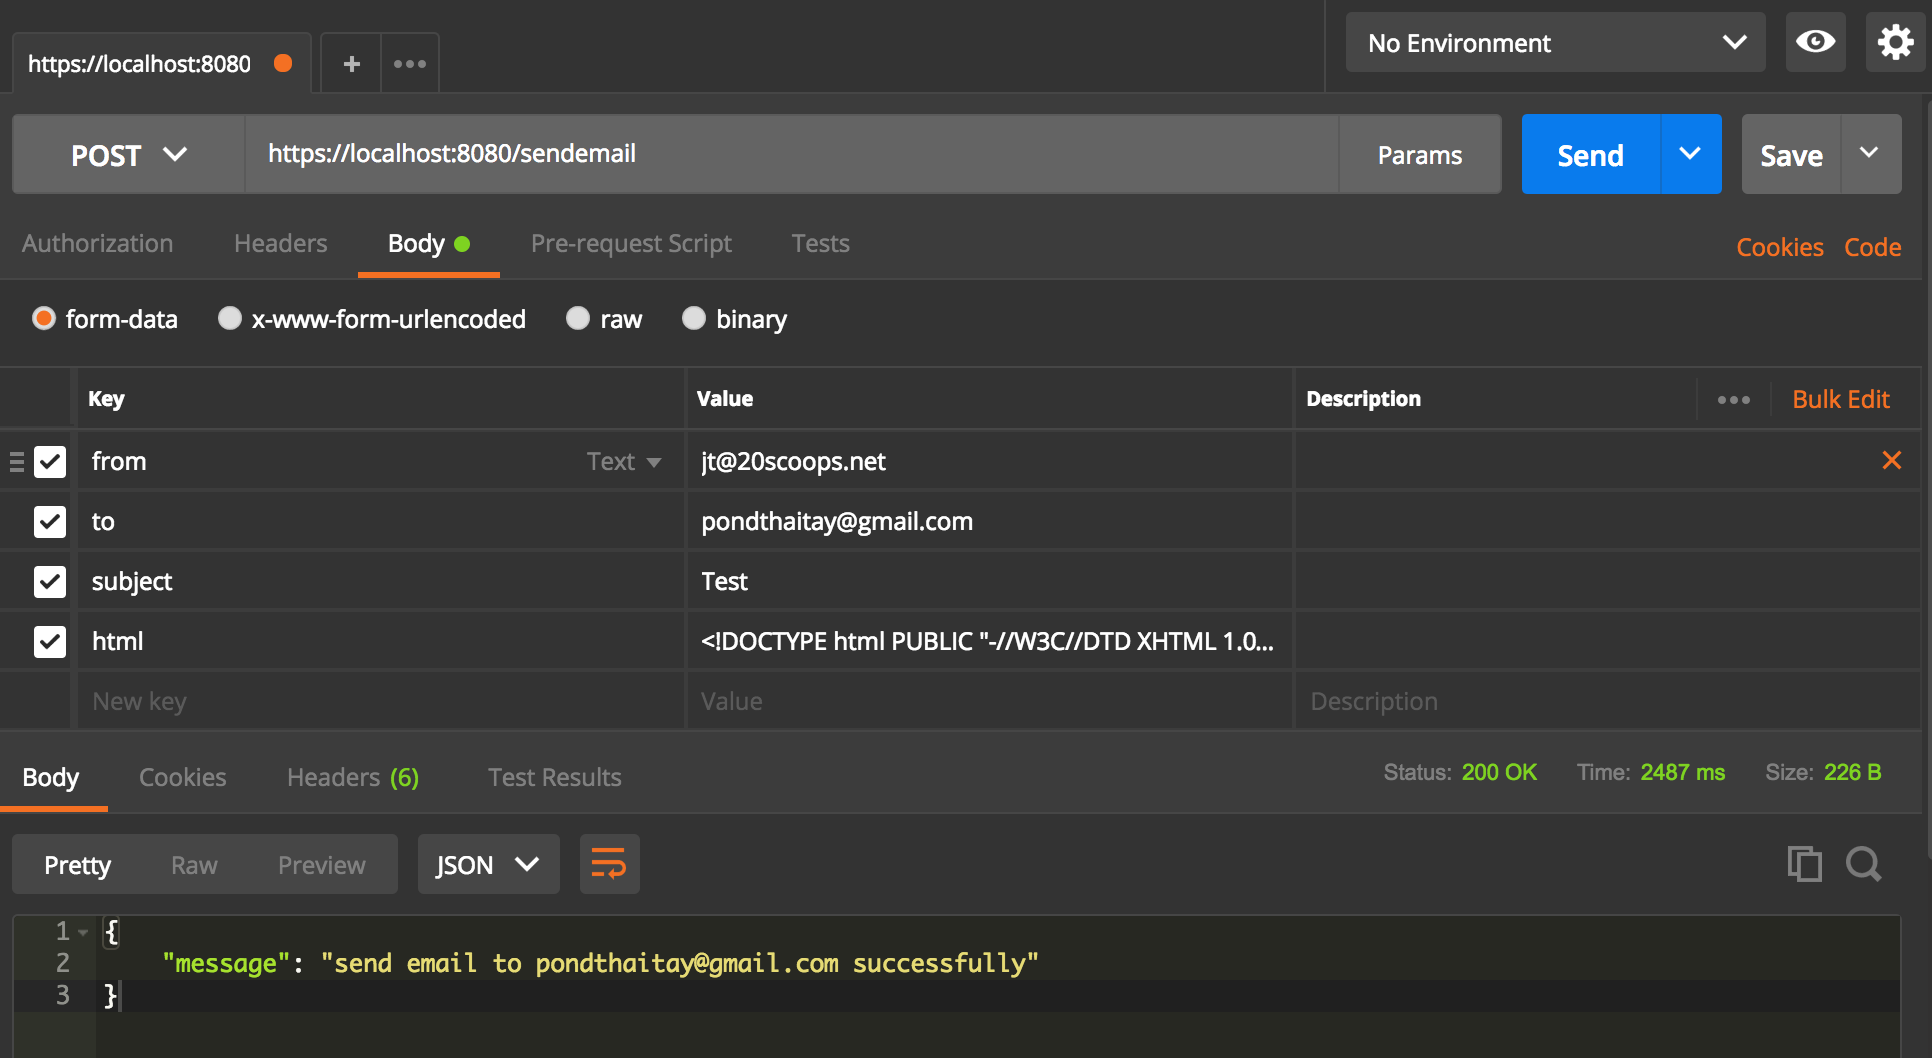 https://localhost:8080 + No Environment
POST https://localhost:8080/sendemail Params Send Save
Authorization Headers Body Pre-request Script Tests Cookies Code
form-data x-www-form-urlencoded raw binary
Key Value Description Bulk Edit
from Text jt@20scoops.net
to pondthaitay@gmail.com
subject Test
html <!DOCTYPE html PUBLIC "-//W3C//DTD XHTML 1.0...
New key Value Description
Body Cookies Headers (6) Test Results Status: 200 OK Time: 2487 ms Size: 226 B
Pretty Raw Preview JSON
1 {
2 "message": "send email to pondthaitay@gmail.com successfully"
3 }